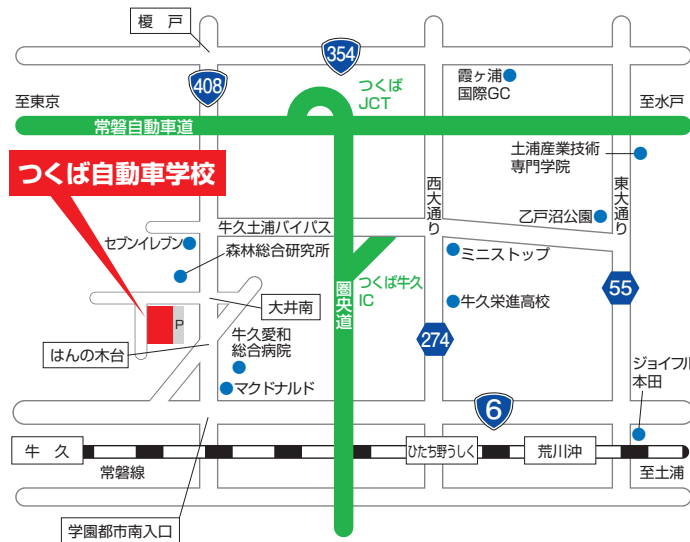 榎戸
354
408
つくば
JCT
霞ヶ浦
国際GC
至東京
至水戸
常磐自動車道
土浦産業技術
専門学院
つくば自動車学校
西大通り
東大通り
乙戸沼公園
牛久土浦バイパス
セブンイレブン
森林総合研究所
ミニストップ
つくば牛久
IC
圏央道
55
大井南
牛久栄進高校
P
はんの木台
牛久愛和
総合病院
274
ジョイフル
本田
マクドナルド
6
牛久
ひたち野うしく
荒川沖
常磐線
至土浦
学園都市南入口